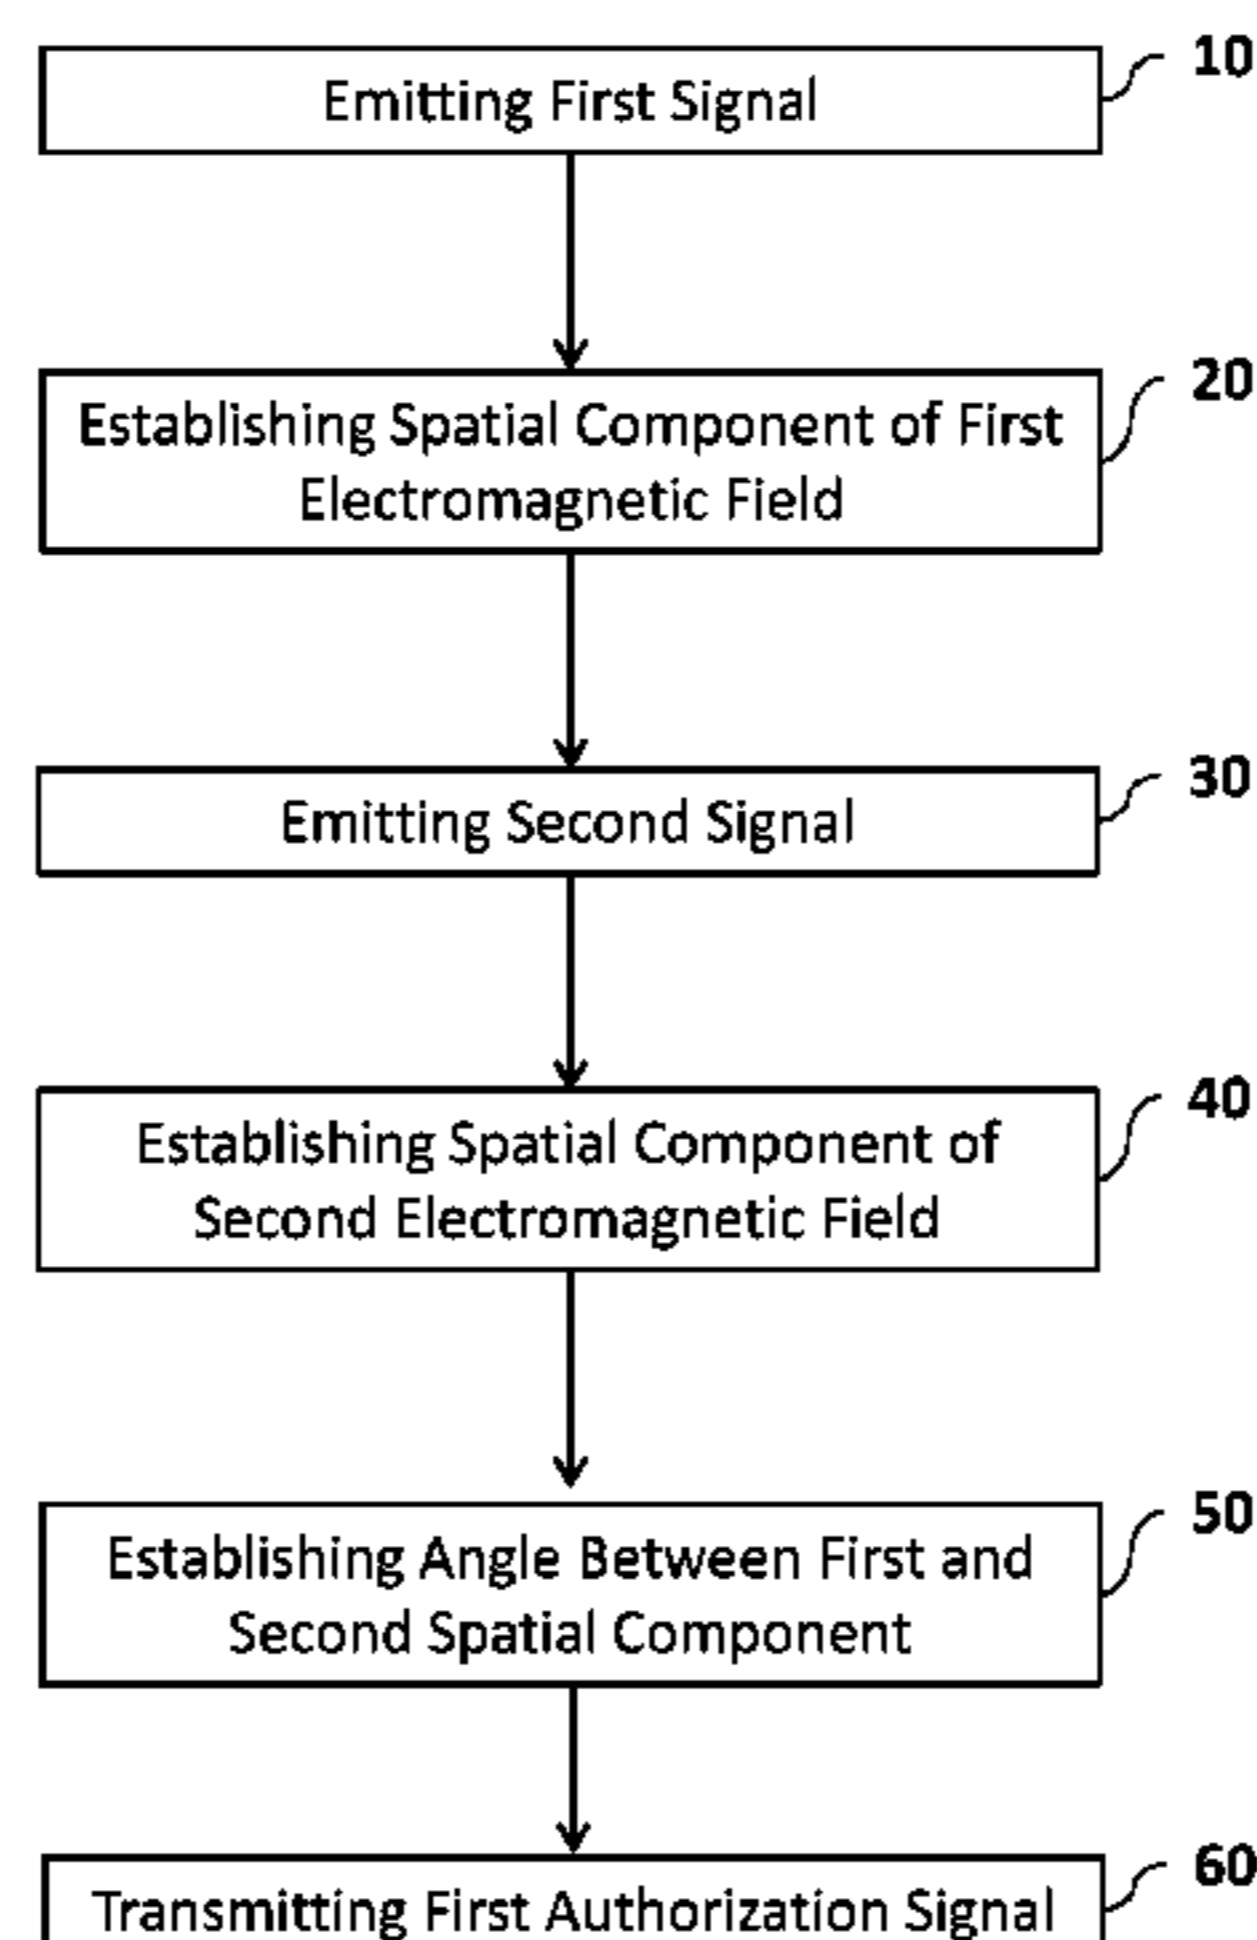 10
Emitting First Signal
20
Establishing Spatial Component of First
Electromagnetic Field
30
Emitting Second Signal
40
Establishing Spatial Component of
Second Electromagnetic Field
50
Establishing Angle Between First and
Second Spatial Component
60
Transmitting First Authorization Signal